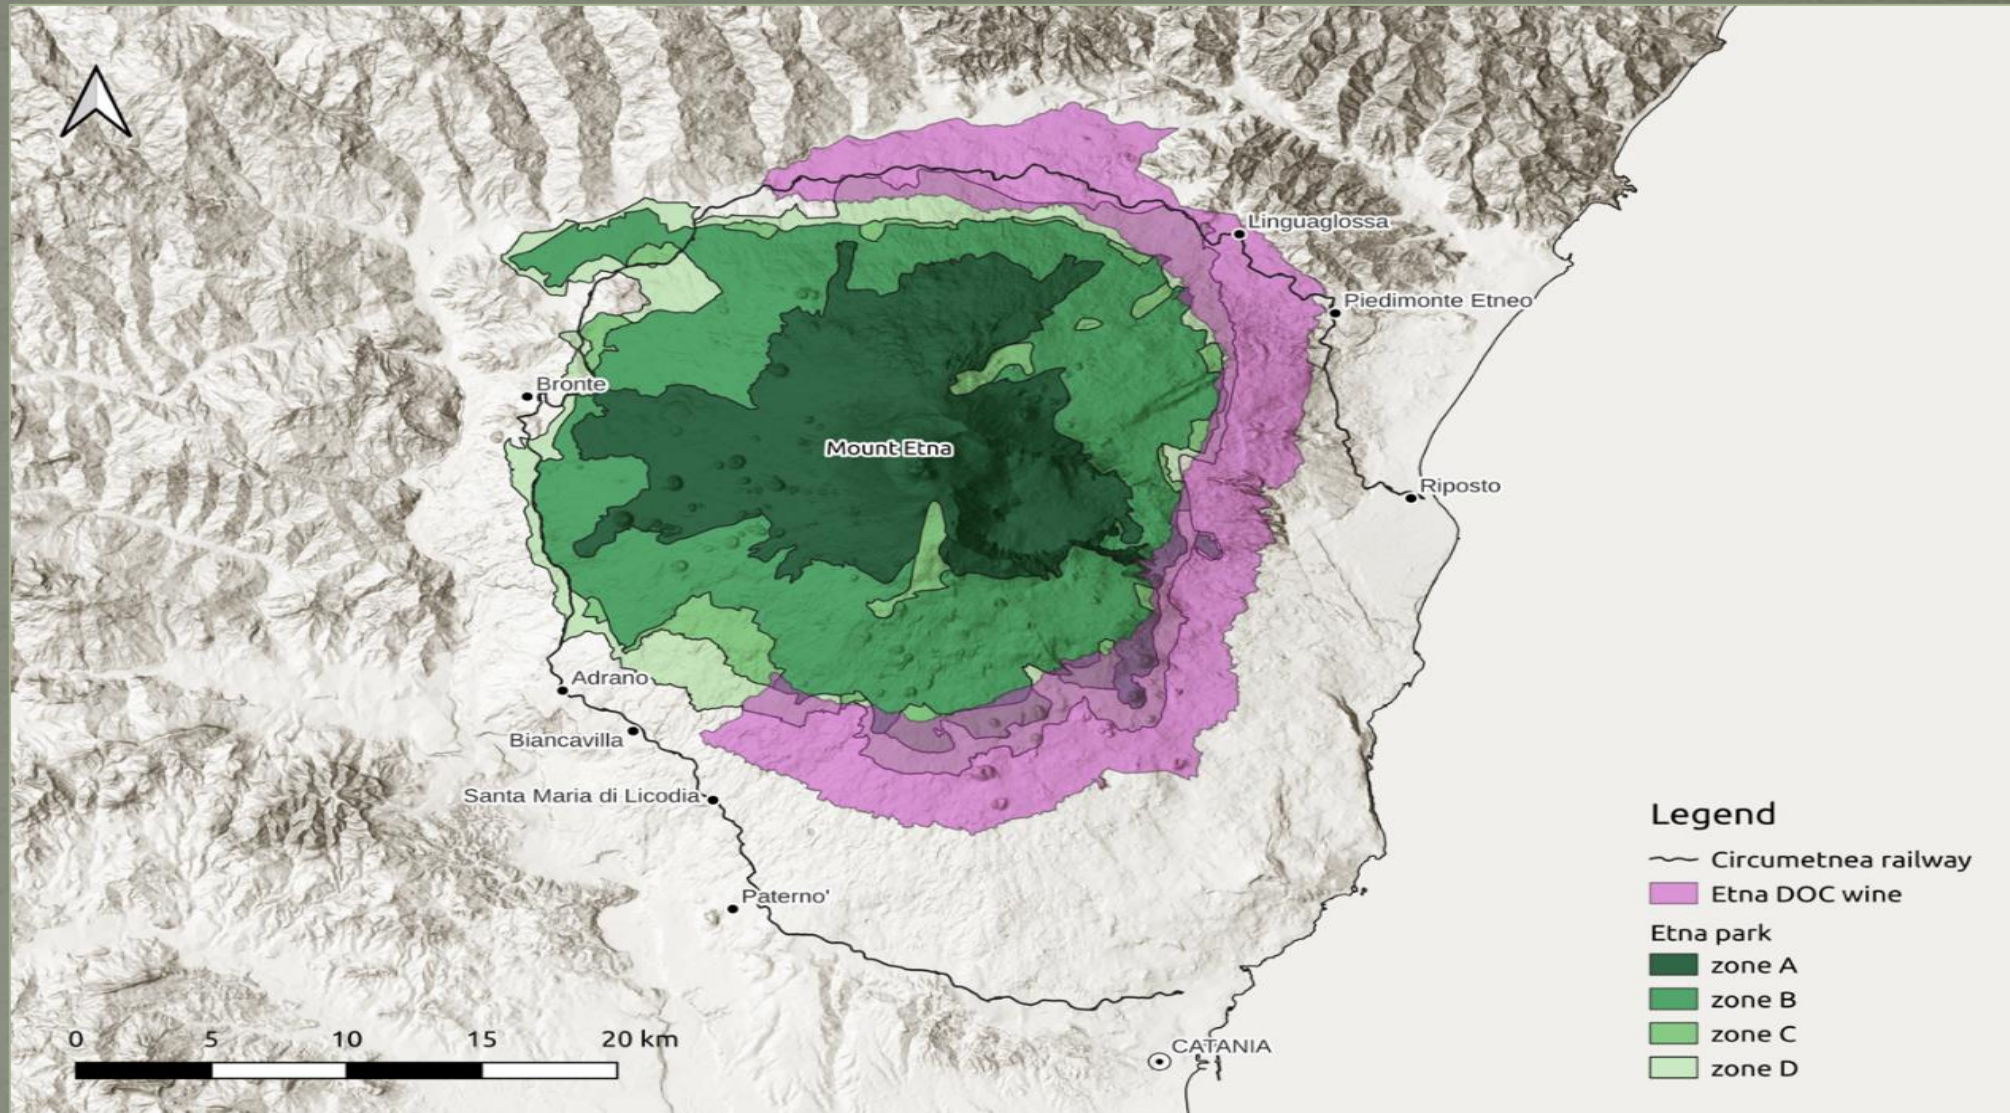 Linguaglossa
Piedimonte Etneo
Bronte
Mount Etna
Riposto
Adrano
Biancavilla
Santa Maria di Licodia
Paterno'
CATANIA
0 5 10 15 20 km
Legend
Circumetnea railway
Etna DOC wine
Etna park
zone A
zone B
zone C
zone D